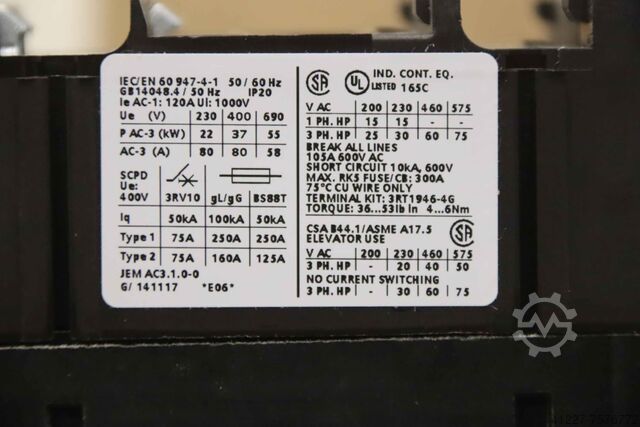 IEC/EN 60 947-4-1 50/60 Hz
GB14048.4 / 50 Hz IP20
Ie AC-1: 120A UI: 1000V
Ue (V) 230 400 690
P AC-3 (kW) 22 37 55
AC-3 (A) 80 80 58
SCPD
Ue:
400V 3RV10 gL/gG BS88T
Iq 50kA 100kA 50kA
Type 1 75A 250A 250A
Type 2 75A 160A 125A
JEM AC3.1.0-0
G/ 141117 *E06*
SA UL LISTED IND. CONT. EQ.
165C
V AC 200 230 460 575
1 PH. HP 15 15 - -
3 PH. HP 25 30 60 75
BREAK ALL LINES
105A 600V AC
SHORT CIRCUIT 10kA, 600V
MAX. RK5 FUSE/CB: 300A
75°C CU WIRE ONLY
TERMINAL KIT: 3RT1946-4G
TORQUE: 36...53lb in 4...6Nm
CSA B44.1/ASME A17.5
ELEVATOR USE SA
V AC 200 230 460 575
3 PH. HP - 20 40 50
NO CURRENT SWITCHING
3 PH. HP - 30 60 75